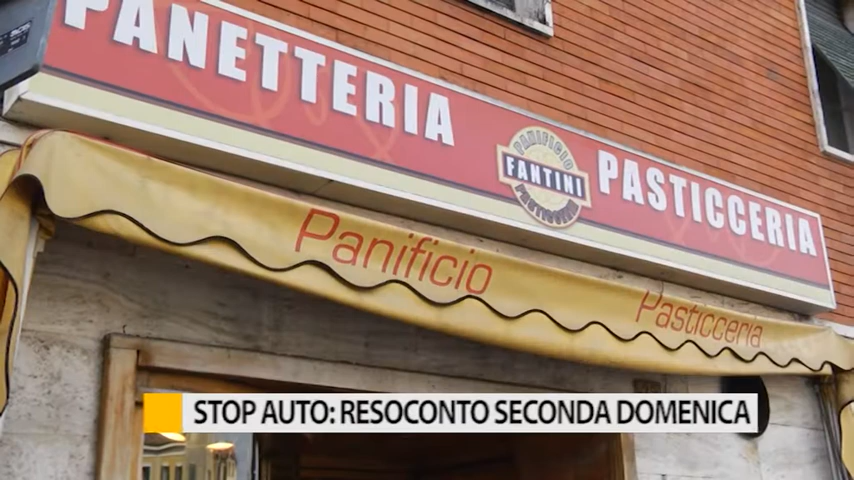 PANETTERIA
PANIFICIO
FANTINI
PASTICCERIA
PASTICCERIA
Panificio
Pasticceria
STOP AUTO: RESOCONTO SECONDA DOMENICA